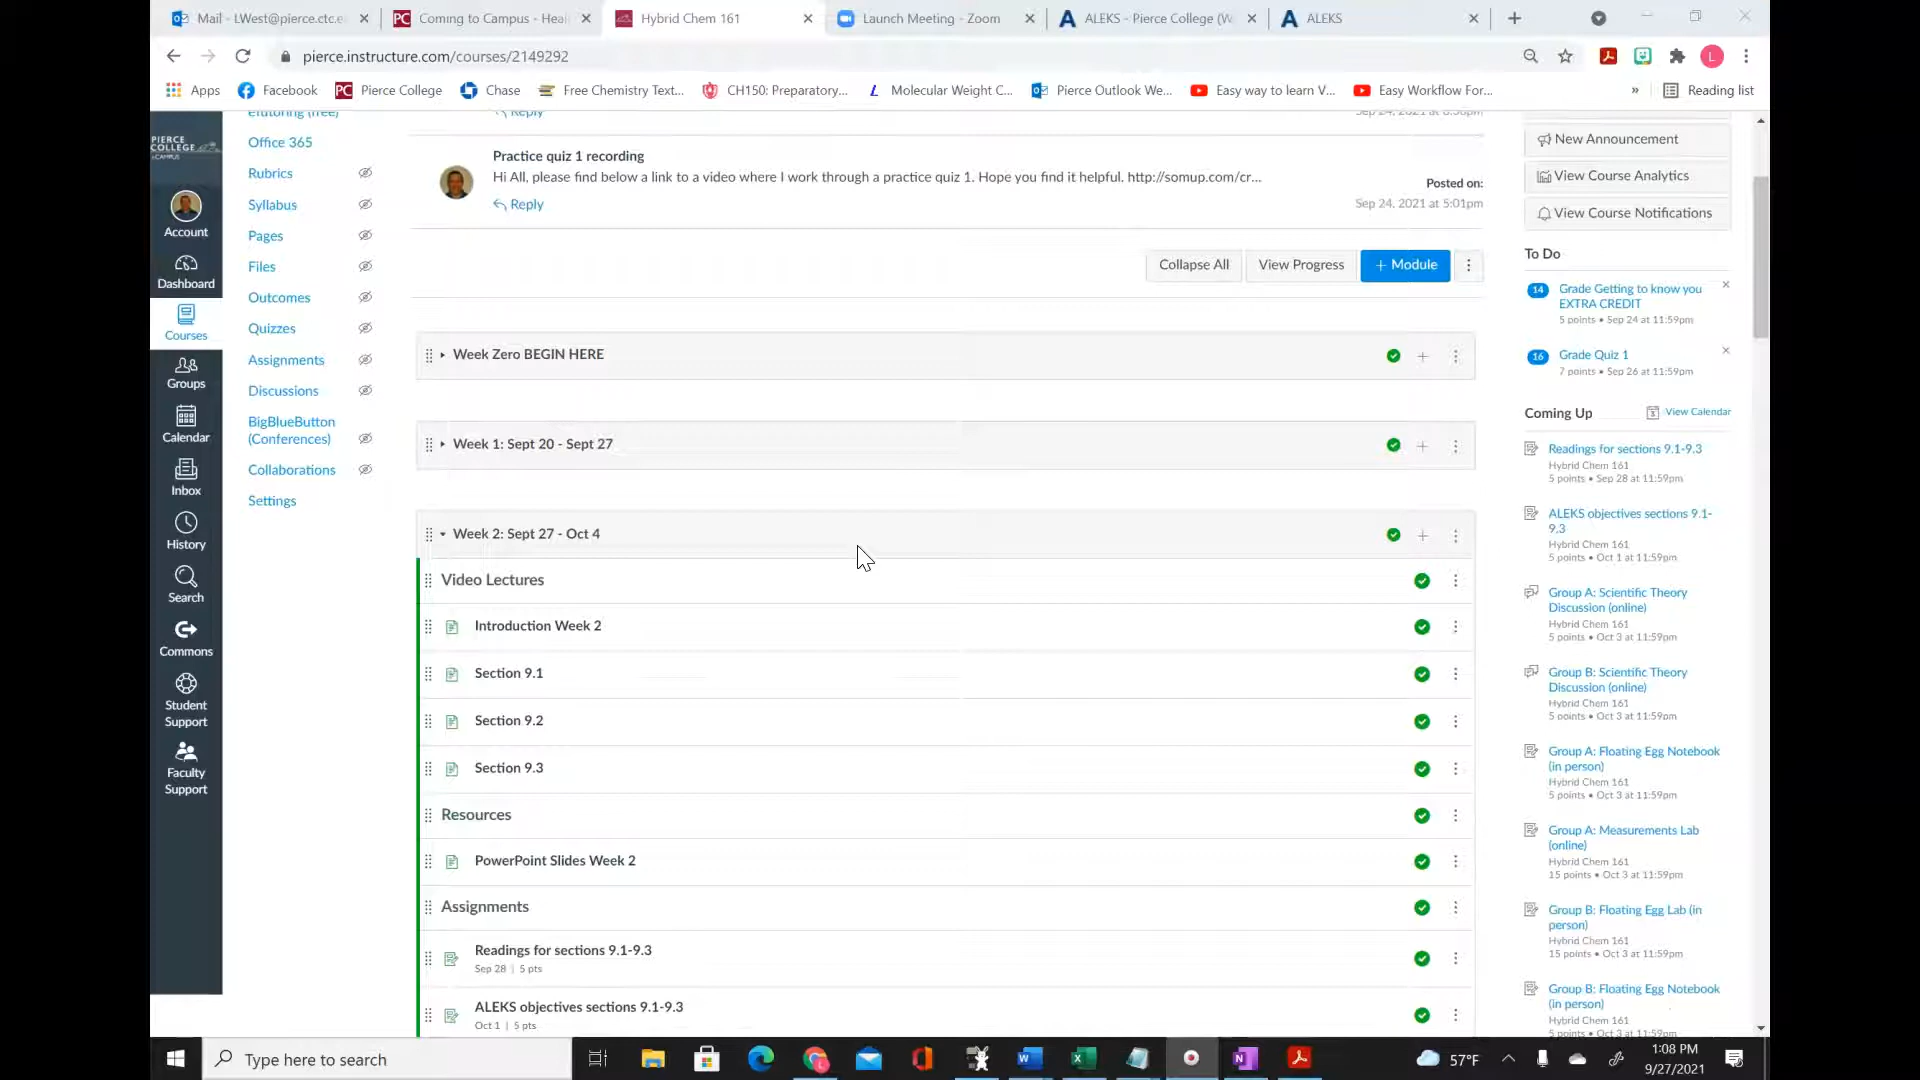 Mail - LWest@pierce.ctc.e
Coming to Campus - Heal
Hybrid Chem 161
Launch Meeting - Zoom
ALEKS - Pierce College (W
ALEKS
pierce.instructure.com/courses/2149292
Apps
Facebook
Pierce College
Chase
Free Chemistry Text...
CH150: Preparatory...
Molecular Weight C...
Pierce Outlook We...
Easy way to learn V...
Easy Workflow For...
»
Reading list
PIERCE
COLLEGE
Account
Dashboard
Courses
Groups
Calendar
Inbox
History
Search
Commons
Student
Support
Faculty
Support
etutoring (free)
Office 365
Rubrics
Syllabus
Pages
Files
Outcomes
Quizzes
Assignments
Discussions
BigBlueButton
(Conferences)
Collaborations
Settings
Reply
Sep 24, 2021 at 8:58pm
Practice quiz 1 recording
Hi All, please find below a link to a video where I work through a practice quiz 1. Hope you find it helpful. http://somup.com/cr...
Posted on:
Sep 24, 2021 at 5:01pm
Reply
Collapse All
View Progress
+ Module
Week Zero BEGIN HERE
Week 1: Sept 20 - Sept 27
Week 2: Sept 27 - Oct 4
Video Lectures
Introduction Week 2
Section 9.1
Section 9.2
Section 9.3
Resources
PowerPoint Slides Week 2
Assignments
Readings for sections 9.1-9.3
Sep 28 | 5 pts
ALEKS objectives sections 9.1-9.3
Oct 1 | 5 pts
New Announcement
View Course Analytics
View Course Notifications
To Do
14
Grade Getting to know you
EXTRA CREDIT
5 points • Sep 24 at 11:59pm
16
Grade Quiz 1
7 points • Sep 26 at 11:59pm
Coming Up
View Calendar
Readings for sections 9.1-9.3
Hybrid Chem 161
5 points • Sep 28 at 11:59pm
ALEKS objectives sections 9.1-
9.3
Hybrid Chem 161
5 points • Oct 1 at 11:59pm
Group A: Scientific Theory
Discussion (online)
Hybrid Chem 161
5 points • Oct 3 at 11:59pm
Group B: Scientific Theory
Discussion (online)
Hybrid Chem 161
5 points • Oct 3 at 11:59pm
Group A: Floating Egg Notebook
(in person)
Hybrid Chem 161
5 points • Oct 3 at 11:59pm
Group A: Measurements Lab
(online)
Hybrid Chem 161
15 points • Oct 3 at 11:59pm
Group B: Floating Egg Lab (in
person)
Hybrid Chem 161
15 points • Oct 3 at 11:59pm
Group B: Floating Egg Notebook
(in person)
Hybrid Chem 161
5 points • Oct 3 at 11:59pm
Type here to search
57°F
1:08 PM
9/27/2021